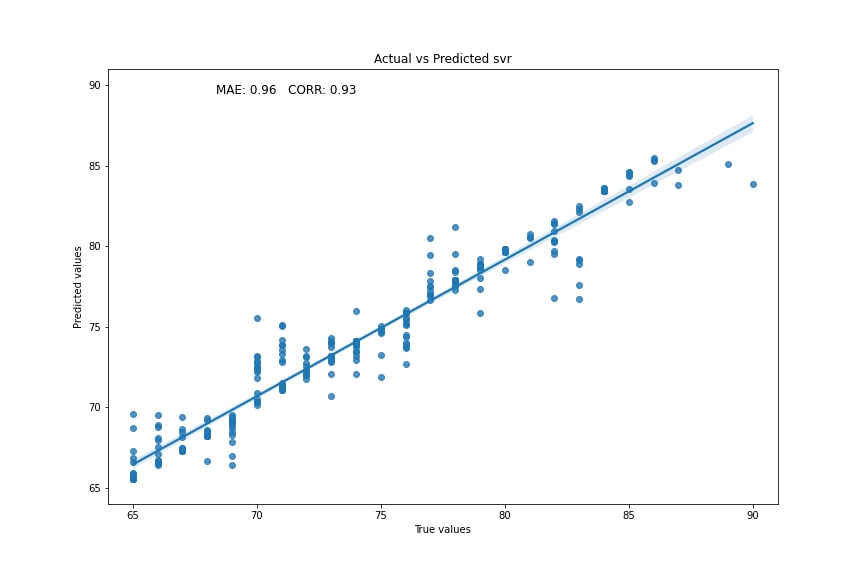 Actual vs Predicted svr
MAE: 0.96 CORR: 0.93
90
85
80
75
70
65
Predicted values
65 70 75 80 85 90
True values